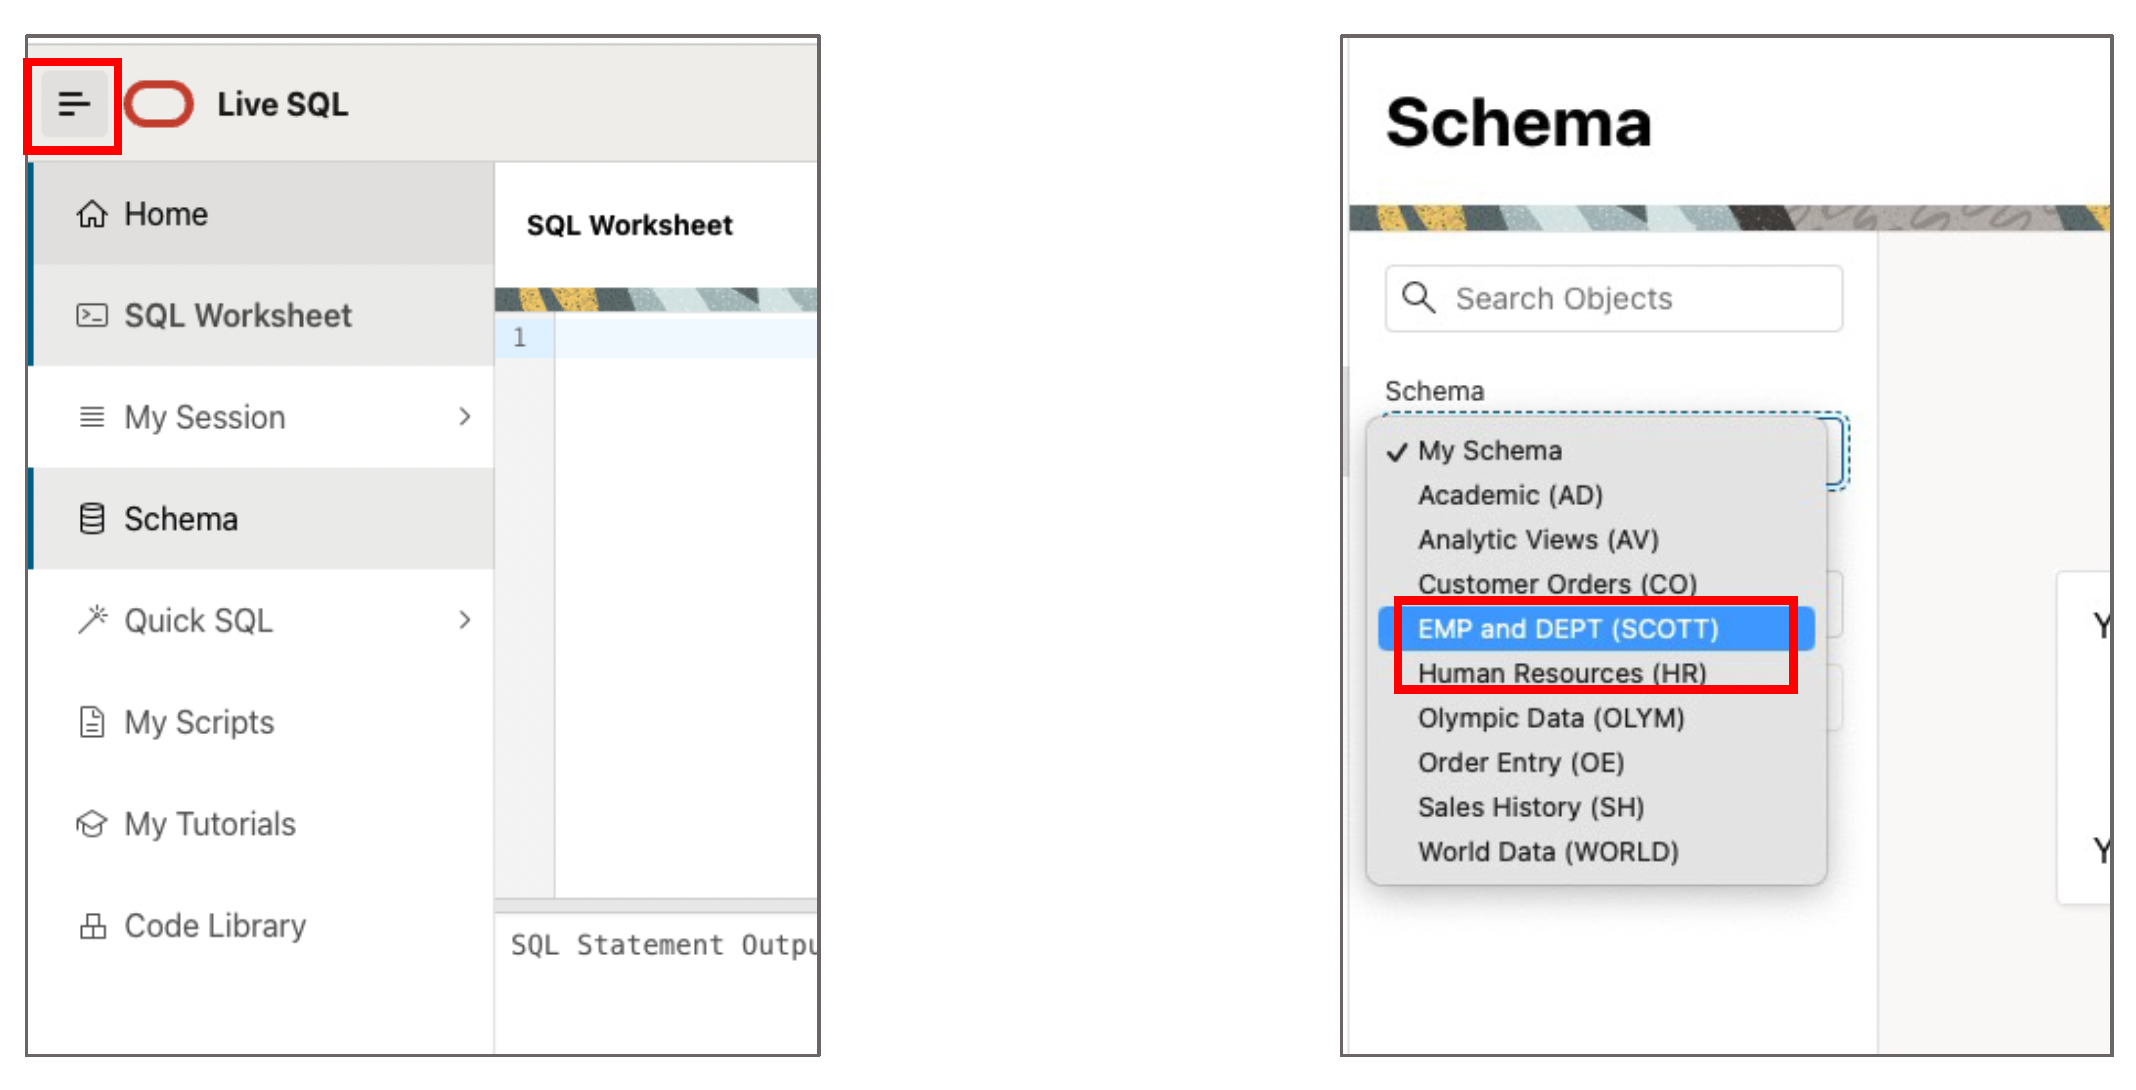 Live SQL
Home
SQL Worksheet
My Session
Schema
Quick SQL
My Scripts
My Tutorials
Code Library
SQL Worksheet
1
SQL Statement Outpu
Schema
Search Objects
Schema
My Schema
Academic (AD)
Analytic Views (AV)
Customer Orders (CO)
EMP and DEPT (SCOTT)
Human Resources (HR)
Olympic Data (OLYM)
Order Entry (OE)
Sales History (SH)
World Data (WORLD)
Y
Y